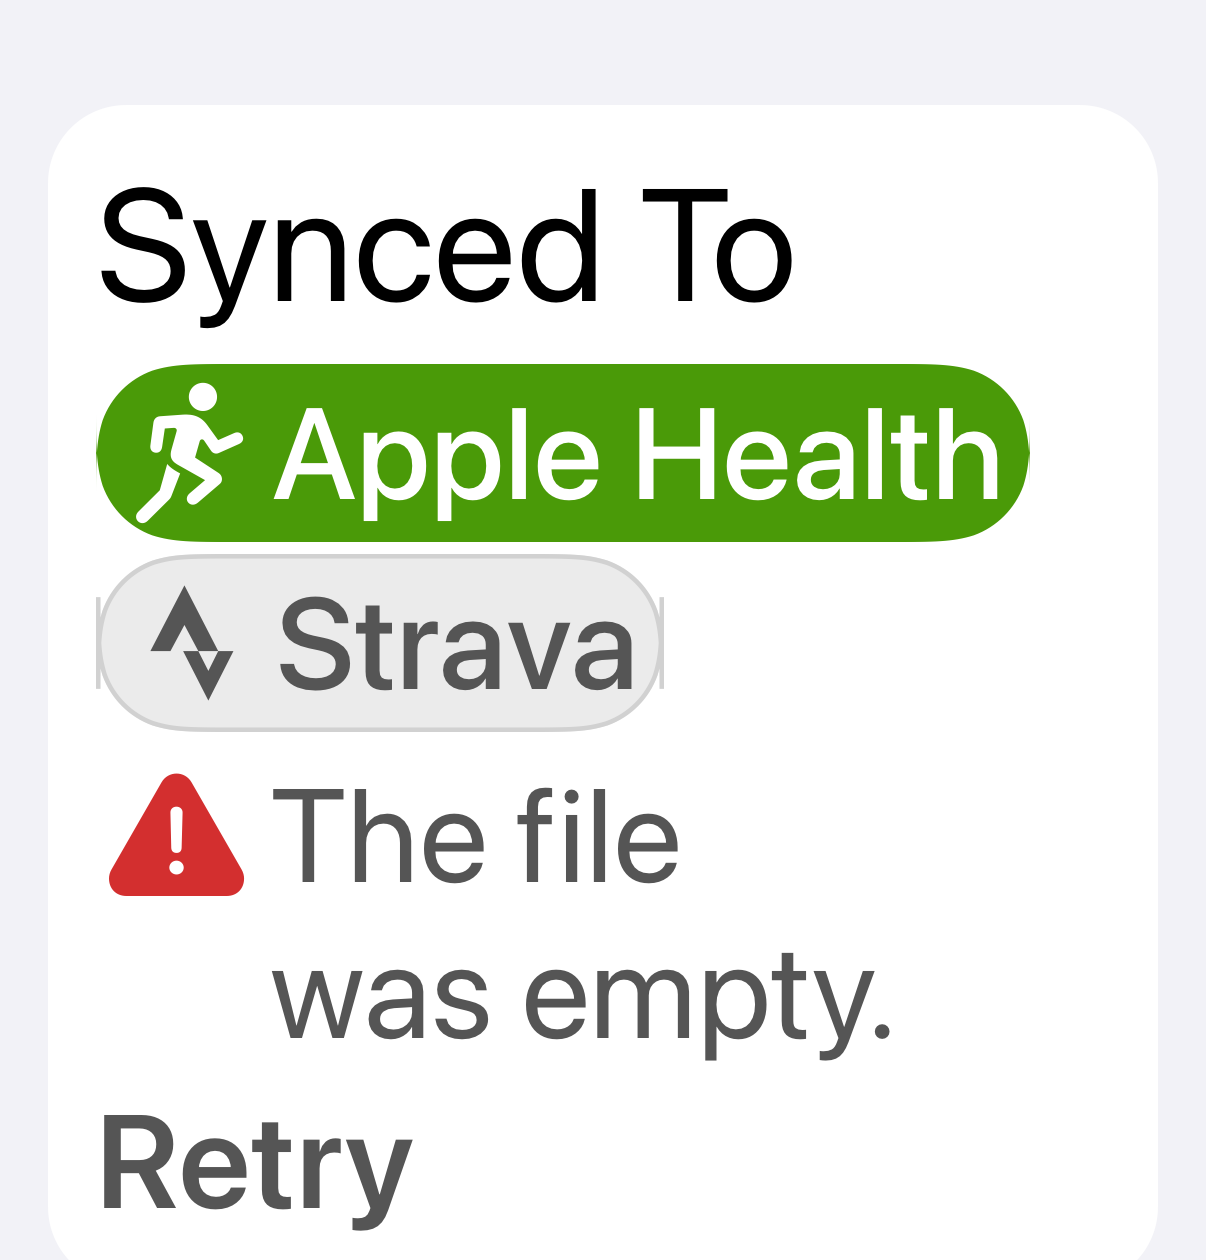 Synced To
Apple Health
Strava
The file
was empty.
Retry